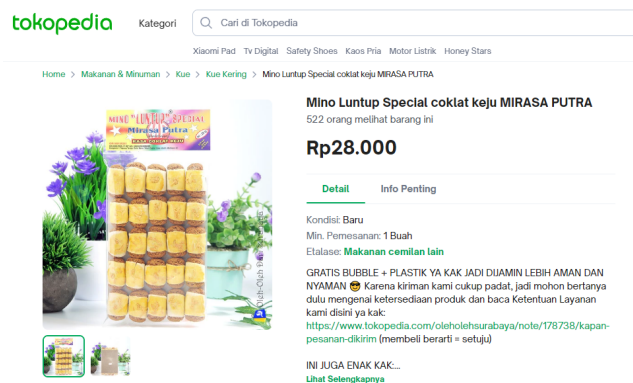 tokopedia
Kategori
Cari di Tokopedia
Xiaomi Pad Tv Digital Safety Shoes Kaos Pria Motor Listrik Honey Stars
Home > Makanan & Minuman > Kue > Kue Kering > Mino Luntup Special coklat keju MIRASA PUTRA
MINO "LUNTUP" SPECIAL
Mirasa Putra
Mino Luntup Special coklat keju MIRASA PUTRA
522 orang melihat barang ini
Rp28.000
Detail Info Penting
Kondisi: Baru
Min. Pemesanan: 1 Buah
Etalase: Makanan cemilan lain
GRATIS BUBBLE + PLASTIK YA KAK JADI DIJAMIN LEBIH AMAN DAN
NYAMAN 😎 Karena kiriman kami cukup padat, jadi mohon bertanya
dulu mengenai ketersediaan produk dan baca Ketentuan Layanan
kami disini ya kak:
https://www.tokopedia.com/oleholehsurabaya/note/178738/kapan-
pesanan-dikirim (membeli berarti = setuju)
INI JUGA ENAK KAK:...
Lihat Selengkapnya